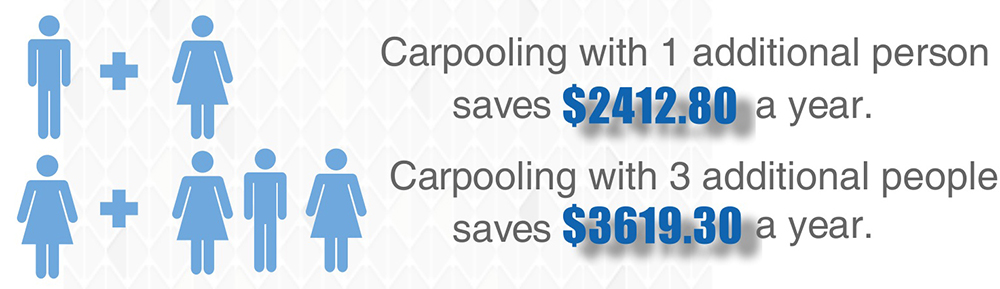 Carpooling with 1 additional person
saves $2412.80 a year.
Carpooling with 3 additional people
saves $3619.30 a year.